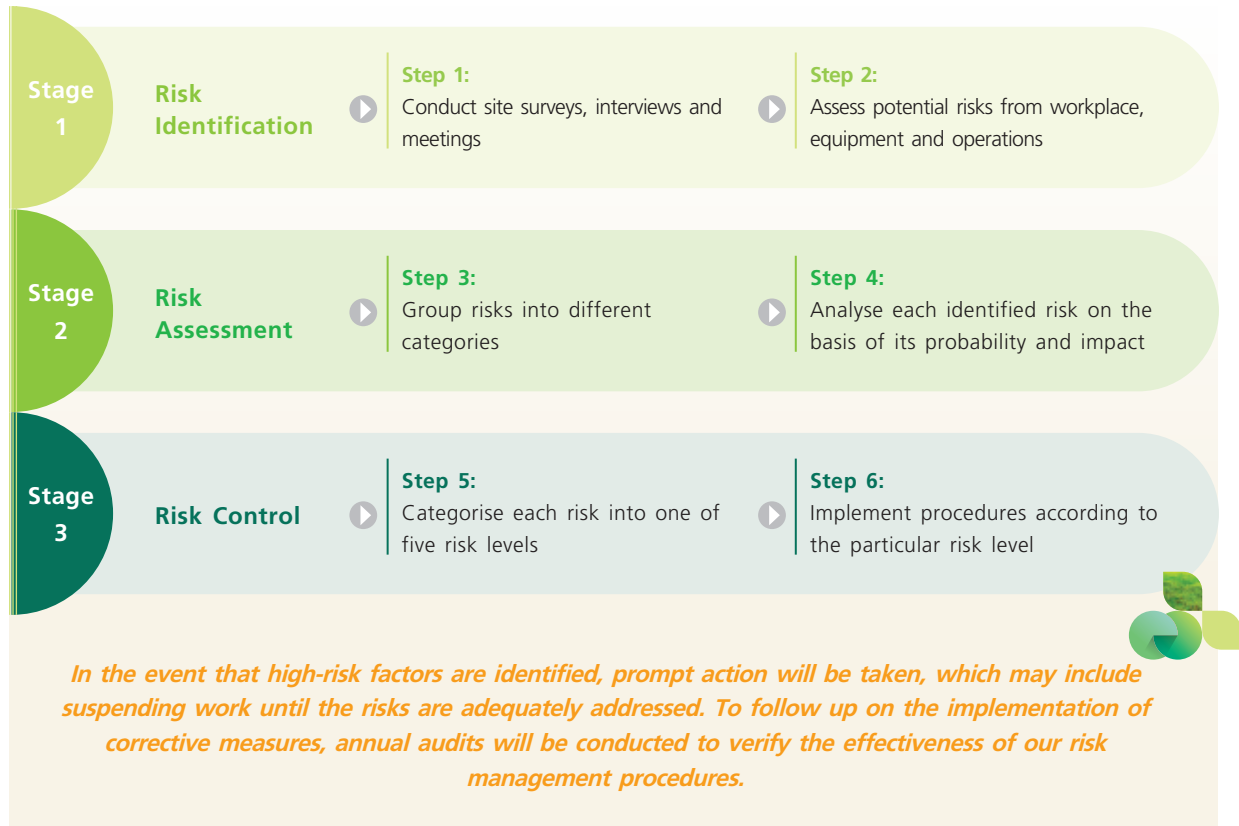 Stage
1
Risk
Identification
Step 1:
Conduct site surveys, interviews and
meetings
Step 2:
Assess potential risks from workplace,
equipment and operations
Stage
2
Risk
Assessment
Step 3:
Group risks into different
categories
Step 4:
Analyse each identified risk on the
basis of its probability and impact
Stage
3
Risk Control
Step 5:
Categorise each risk into one of
five risk levels
Step 6:
Implement procedures according to
the particular risk level
In the event that high-risk factors are identified, prompt action will be taken, which may include
suspending work until the risks are adequately addressed. To follow up on the implementation of
corrective measures, annual audits will be conducted to verify the effectiveness of our risk
management procedures.